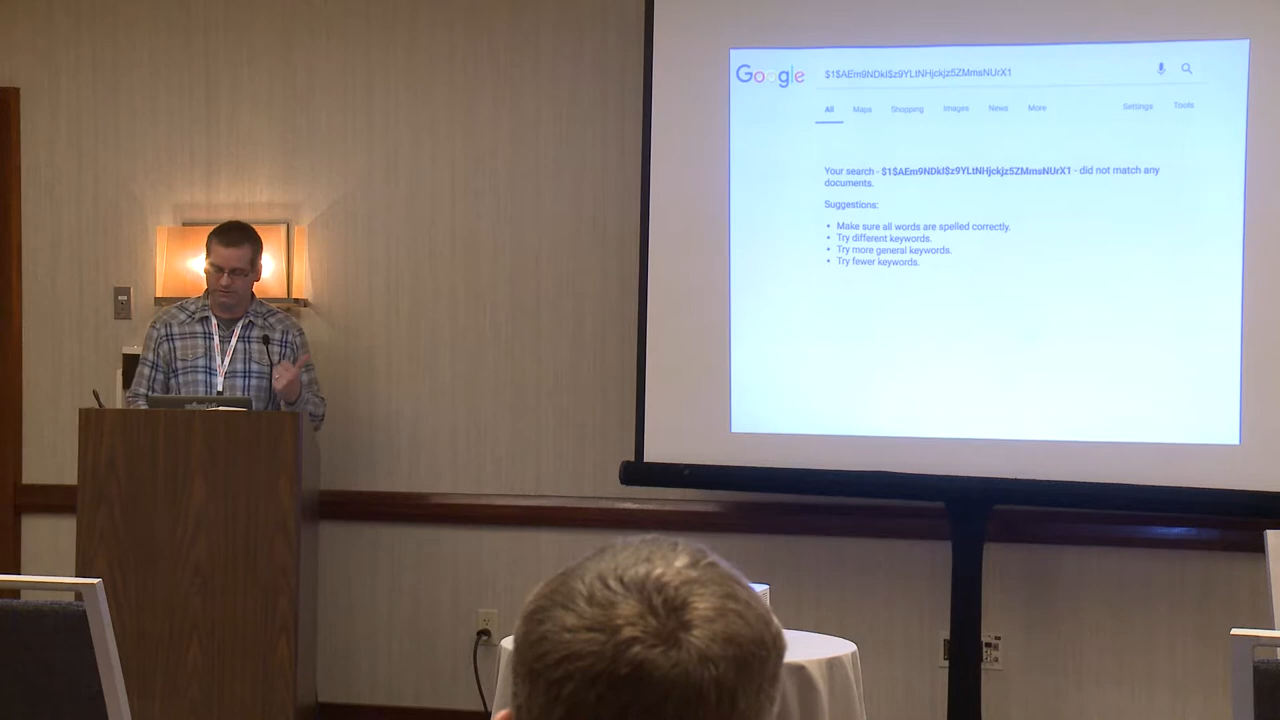 Google
$1$AEm9NDkI$z9YLtNHjckjz5ZMmsNUrX1
All Maps Shopping Images News More Settings Tools
Your search - $1$AEm9NDkI$z9YLtNHjckjz5ZMmsNUrX1 - did not match any
documents.
Suggestions:
• Make sure all words are spelled correctly.
• Try different keywords.
• Try more general keywords.
• Try fewer keywords.